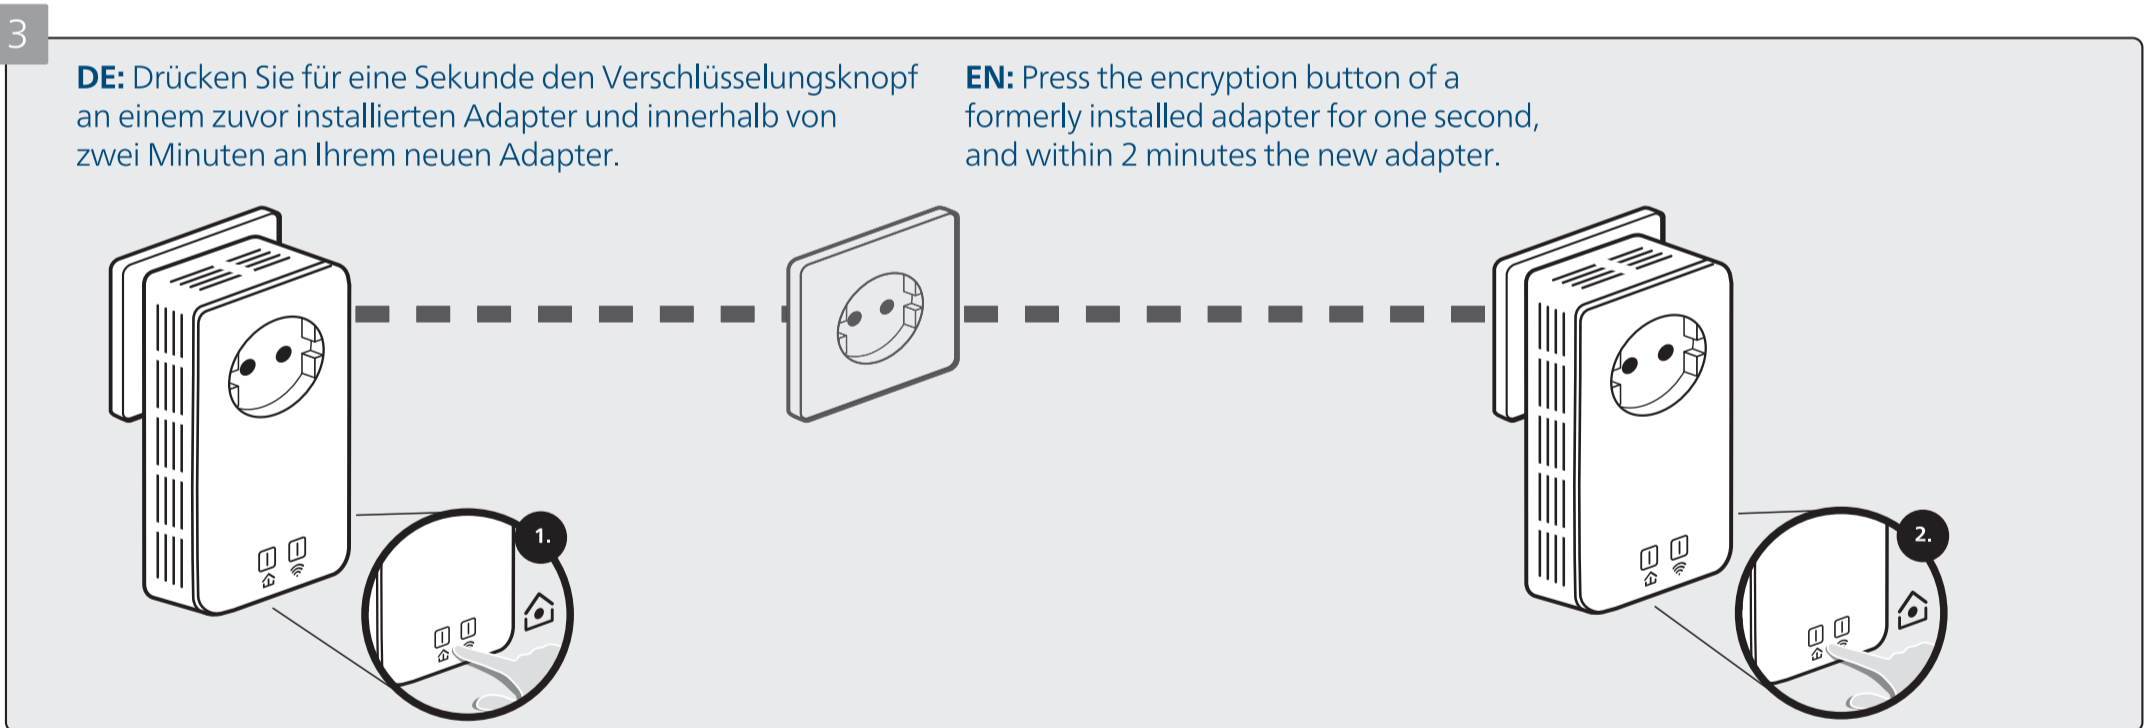 3
DE: Drücken Sie für eine Sekunde den Verschlüsselungsknopf
an einem zuvor installierten Adapter und innerhalb von
zwei Minuten an Ihrem neuen Adapter.
EN: Press the encryption button of a
formerly installed adapter for one second,
and within 2 minutes the new adapter.
1.
2.